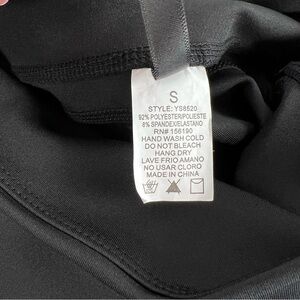 S
STYLE: YS8520
92% POLYESTER/POLIESTE
8% SPANDEX/ELASTANO
RN# 156190
HAND WASH COLD
DO NOT BLEACH
HANG DRY
LAVE FRIO AMANO
NO USAR CLORO
MADE IN CHINA